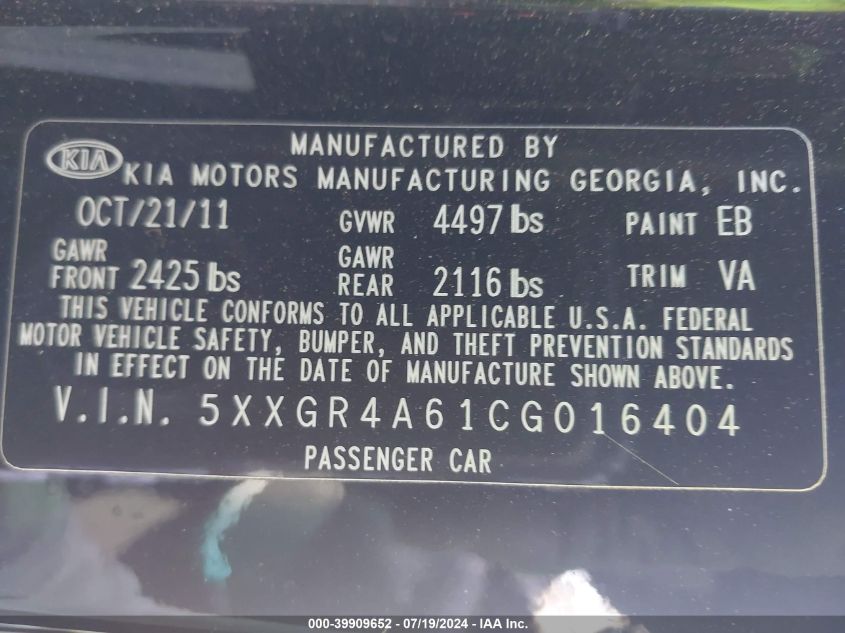 MANUFACTURED BY
KIA KIA MOTORS MANUFACTURING GEORGIA, INC.
OCT/21/11 GVWR 4497 lbs PAINT EB
GAWR FRONT 2425 lbs GAWR REAR 2116 lbs TRIM VA
THIS VEHICLE CONFORMS TO ALL APPLICABLE U.S.A. FEDERAL
MOTOR VEHICLE SAFETY, BUMPER, AND THEFT PREVENTION STANDARDS
IN EFFECT ON THE DATE OF MANUFACTURE SHOWN ABOVE.
V.I.N. 5XXGR4A61CG016404
PASSENGER CAR
000-39909652 / 07/19/2024 - IAA Inc.